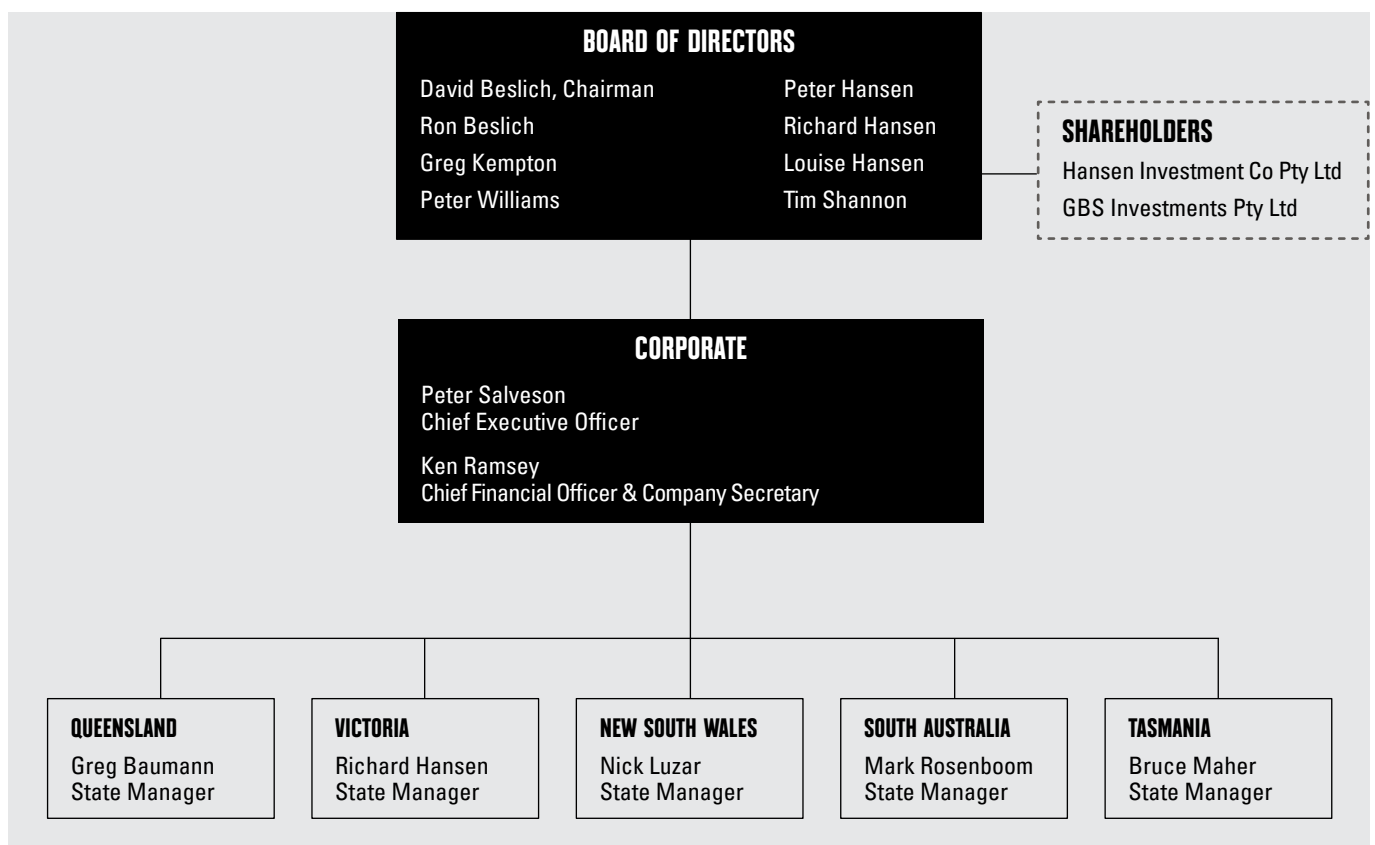 BOARD OF DIRECTORS
David Beslich, Chairman
Ron Beslich
Greg Kempton
Peter Williams
Peter Hansen
Richard Hansen
Louise Hansen
Tim Shannon
SHAREHOLDERS
Hansen Investment Co Pty Ltd
GBS Investments Pty Ltd
CORPORATE
Peter Salveson
Chief Executive Officer
Ken Ramsey
Chief Financial Officer & Company Secretary
QUEENSLAND
Greg Baumann
State Manager
VICTORIA
Richard Hansen
State Manager
NEW SOUTH WALES
Nick Luzar
State Manager
SOUTH AUSTRALIA
Mark Rosenboom
State Manager
TASMANIA
Bruce Maher
State Manager